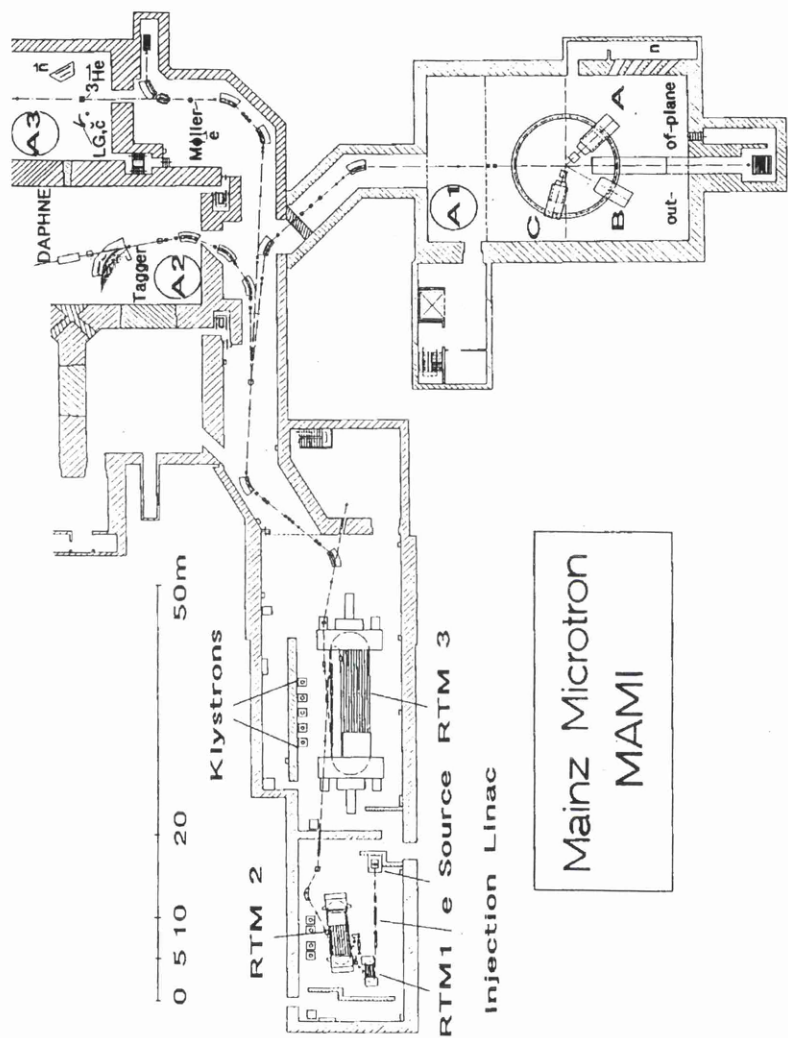 Mainz Microtron
MAMI
0 5 10 20 50m
Klystrons
RTM 2
RTM 3
RTM1
e Source
Injection Linac
DAPHNE
Tagger
A2
A3
n
³He
LG,č
Møller-
e
A1
A
B
C
out-
of-plane
n